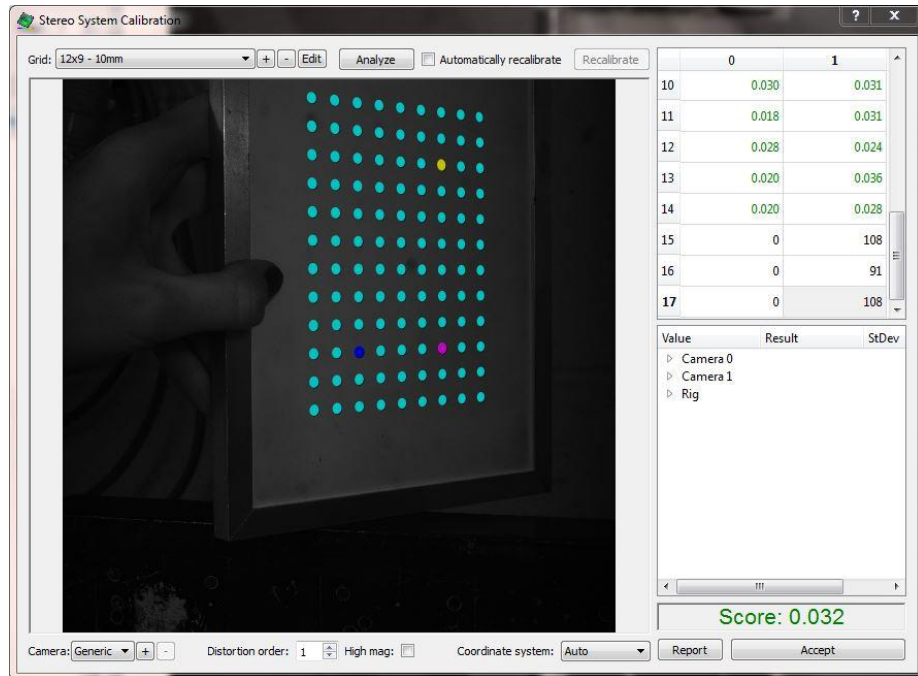 Stereo System Calibration
? X
Grid: 12x9 - 10mm + - Edit Analyze Automatically recalibrate Recalibrate
0 1
10 0.030 0.031
11 0.018 0.031
12 0.028 0.024
13 0.020 0.036
14 0.020 0.028
15 0 108
16 0 91
17 0 108
Value Result StDev
Camera 0
Camera 1
Rig
Score: 0.032
Camera: Generic + - Distortion order: 1 High mag: Coordinate system: Auto Report Accept